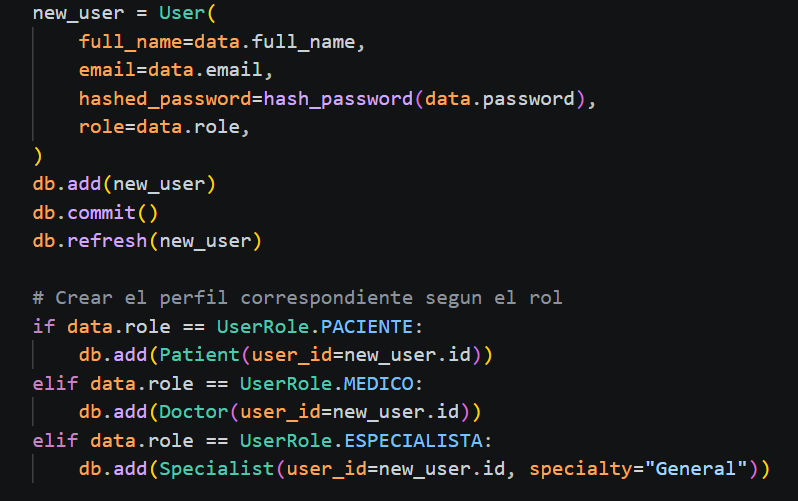 new_user = User(
    full_name=data.full_name,
    email=data.email,
    hashed_password=hash_password(data.password),
    role=data.role,
)
db.add(new_user)
db.commit()
db.refresh(new_user)

# Crear el perfil correspondiente segun el rol
if data.role == UserRole.PACIENTE:
    db.add(Patient(user_id=new_user.id))
elif data.role == UserRole.MEDICO:
    db.add(Doctor(user_id=new_user.id))
elif data.role == UserRole.ESPECIALISTA:
    db.add(Specialist(user_id=new_user.id, specialty="General"))